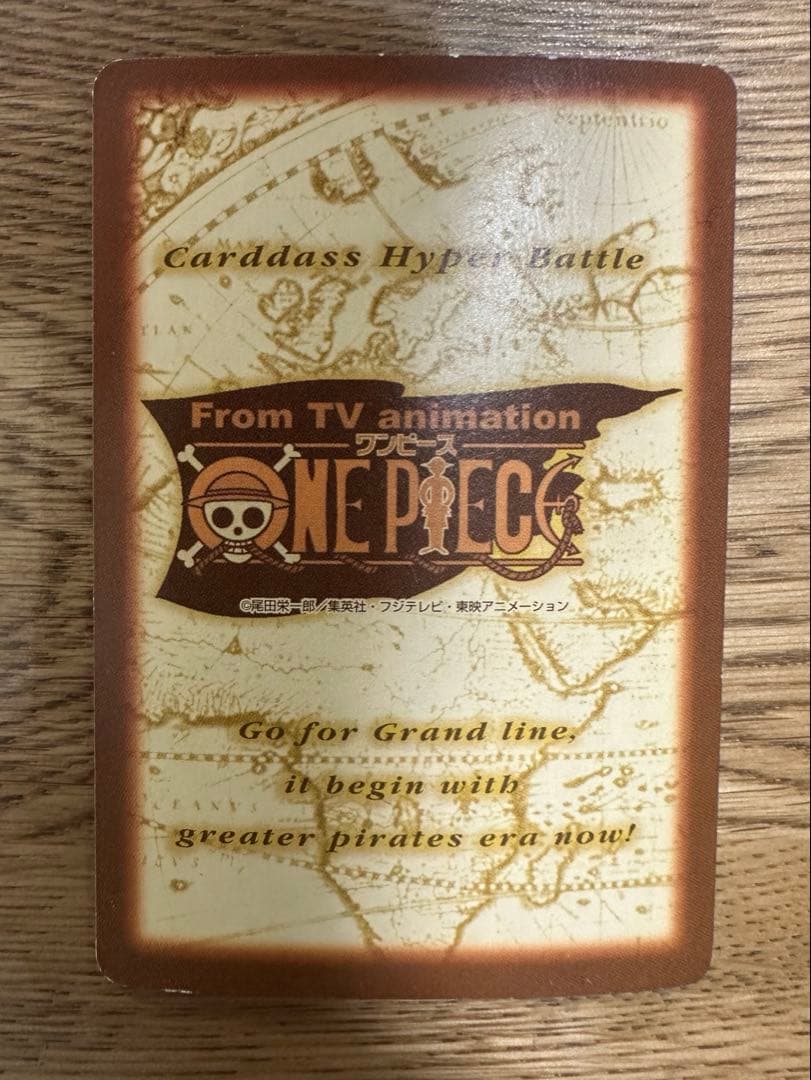 Septentrio
Carddass Hyper Battle
From TV animation
ワンピース
ONE PIECE
©尾田栄一郎/集英社・フジテレビ・東映アニメーション
Go for Grand line,
it begin with
greater pirates era now!